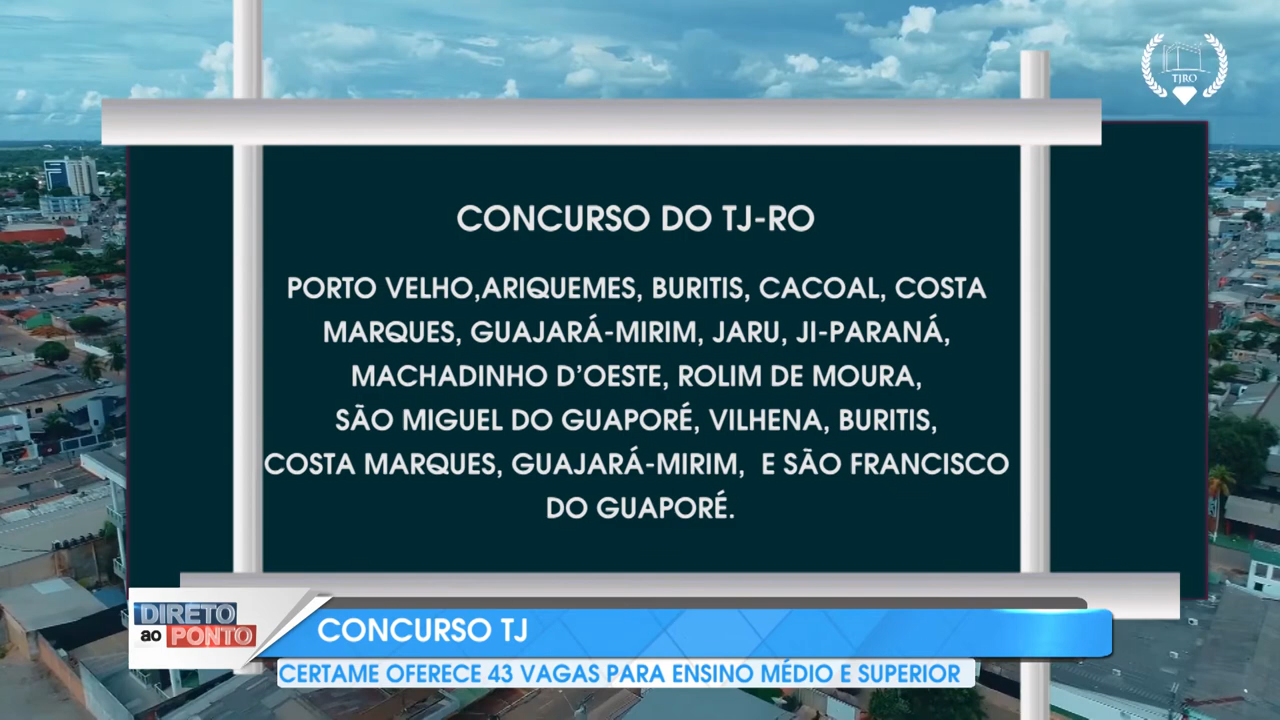 TJRO
CONCURSO DO TJ-RO
PORTO VELHO,ARIQUEMES, BURITIS, CACOAL, COSTA
MARQUES, GUAJARÁ-MIRIM, JARU, JI-PARANÁ,
MACHADINHO D’OESTE, ROLIM DE MOURA,
SÃO MIGUEL DO GUAPORÉ, VILHENA, BURITIS,
COSTA MARQUES, GUAJARÁ-MIRIM,  E SÃO FRANCISCO
DO GUAPORÉ.
DIRETO
ao PONTO
CONCURSO TJ
CERTAME OFERECE 43 VAGAS PARA ENSINO MÉDIO E SUPERIOR